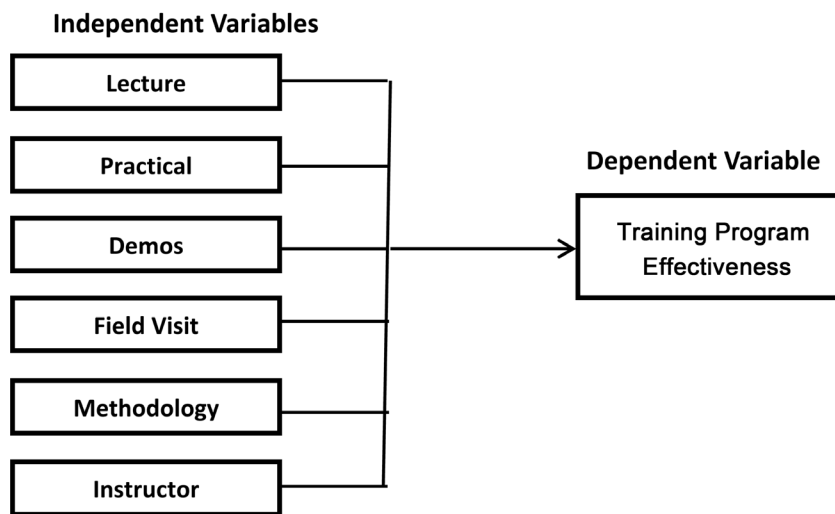 Independent Variables
Lecture
Practical
Demos
Field Visit
Methodology
Instructor
Dependent Variable
Training Program
Effectiveness